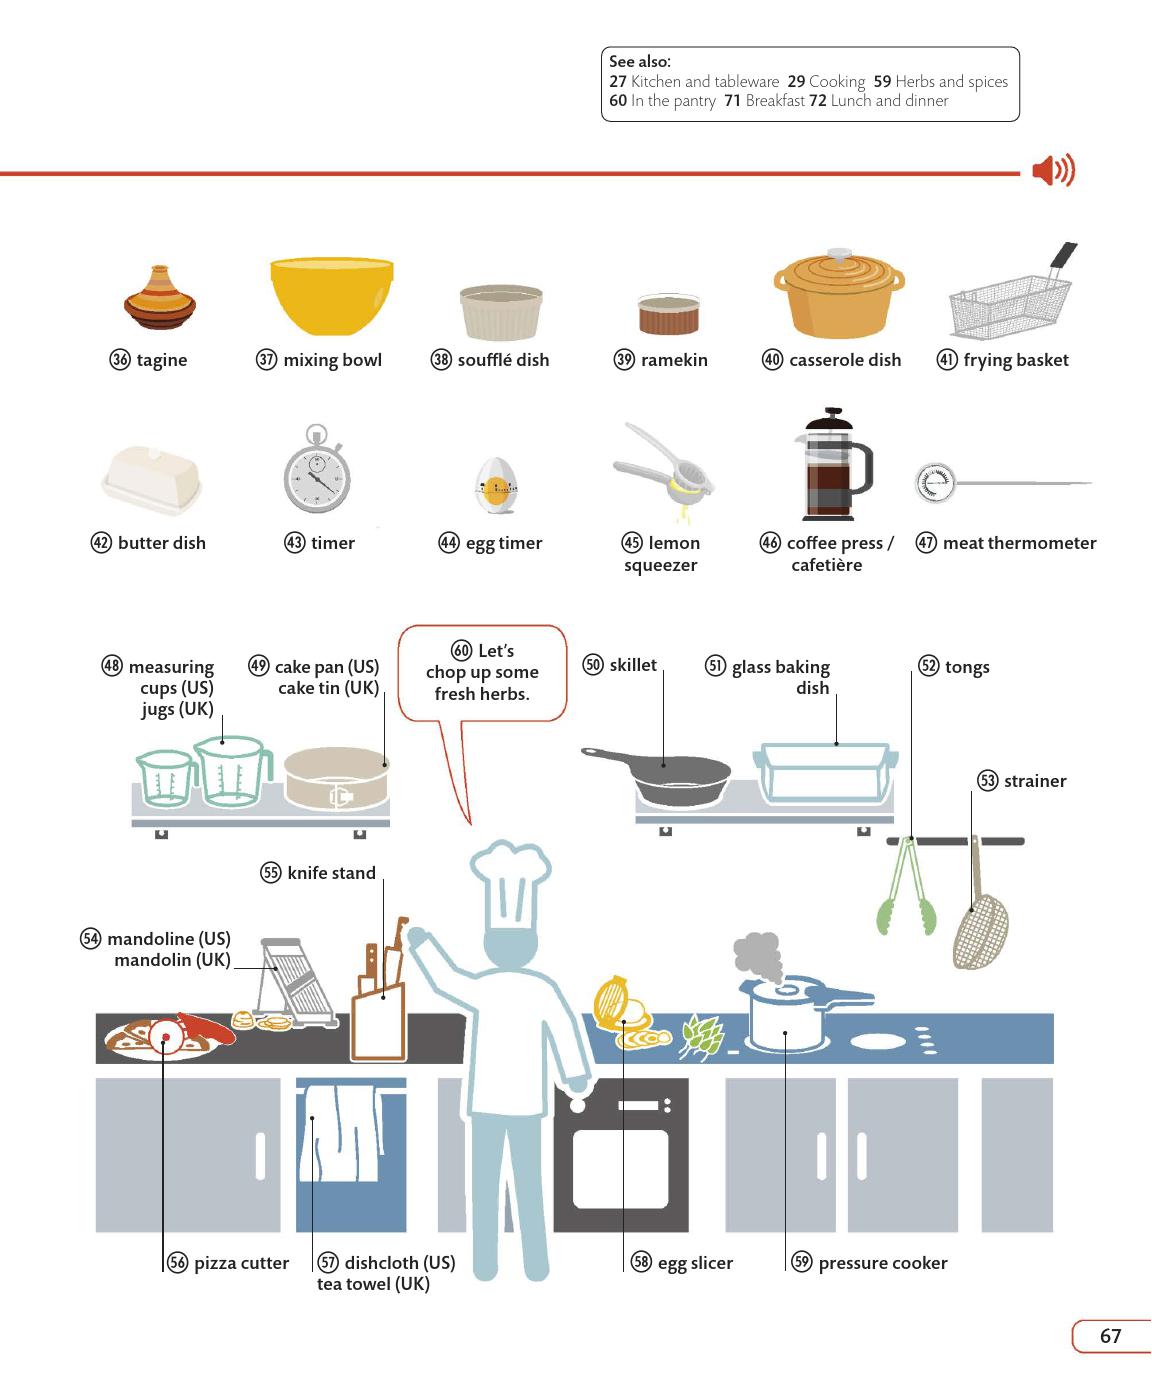 See also:
27 Kitchen and tableware 29 Cooking 59 Herbs and spices
60 In the pantry 71 Breakfast 72 Lunch and dinner
36 tagine
37 mixing bowl
38 soufflé dish
39 ramekin
40 casserole dish
41 frying basket
42 butter dish
43 timer
44 egg timer
45 lemon
squeezer
46 coffee press /
cafetière
47 meat thermometer
48 measuring
cups (US)
jugs (UK)
49 cake pan (US)
cake tin (UK)
60 Let's
chop up some
fresh herbs.
50 skillet
51 glass baking
dish
52 tongs
53 strainer
55 knife stand
54 mandoline (US)
mandolin (UK)
56 pizza cutter
57 dishcloth (US)
tea towel (UK)
58 egg slicer
59 pressure cooker
67